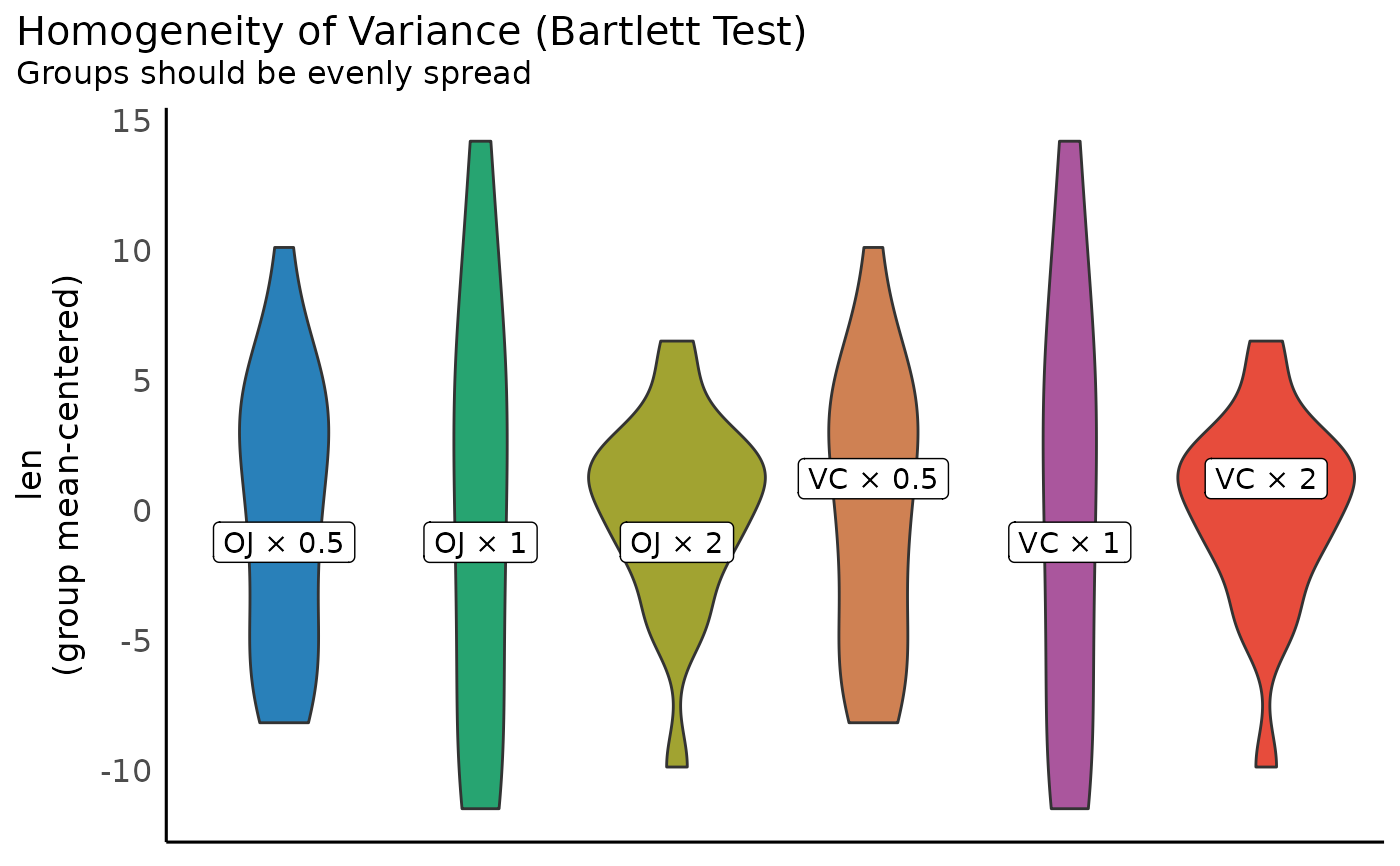 Homogeneity of Variance (Bartlett Test)
Groups should be evenly spread
len
(group mean-centered)
15
10
5
0
-5
-10
OJ × 0.5
OJ × 1
OJ × 2
VC × 0.5
VC × 1
VC × 2